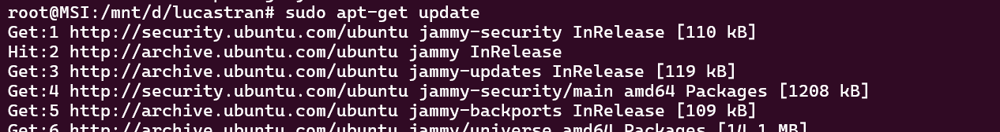 root@MSI:/mnt/d/lucastran# sudo apt-get update
Get:1 http://security.ubuntu.com/ubuntu jammy-security InRelease [110 kB]
Hit:2 http://archive.ubuntu.com/ubuntu jammy InRelease
Get:3 http://archive.ubuntu.com/ubuntu jammy-updates InRelease [119 kB]
Get:4 http://security.ubuntu.com/ubuntu jammy-security/main amd64 Packages [1208 kB]
Get:5 http://archive.ubuntu.com/ubuntu jammy-backports InRelease [109 kB]
Get:6 http://archive.ubuntu.com/ubuntu jammy/universe amd64 Packages [14.1 MB]